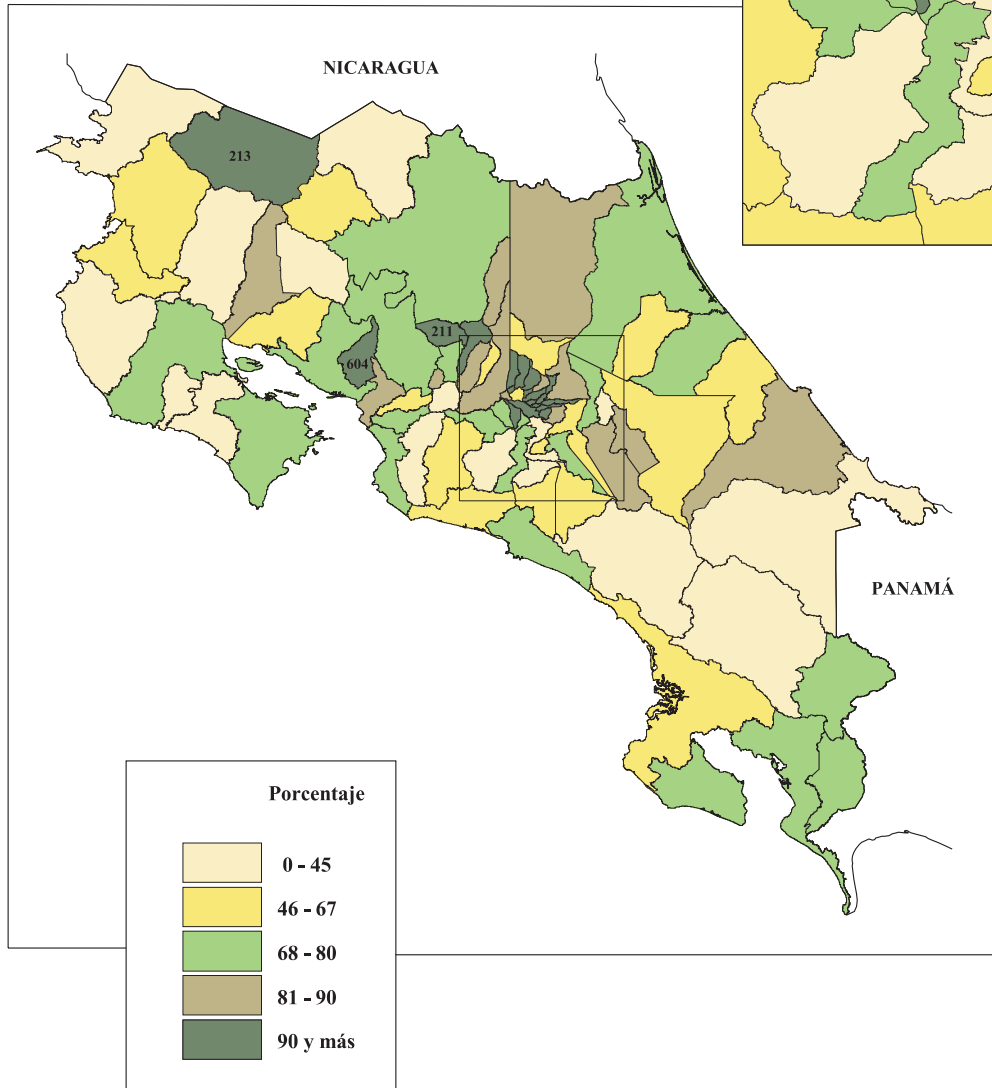 NICARAGUA
213
211
604
PANAMÁ
Porcentaje
0 - 45
46 - 67
68 - 80
81 - 90
90 y más